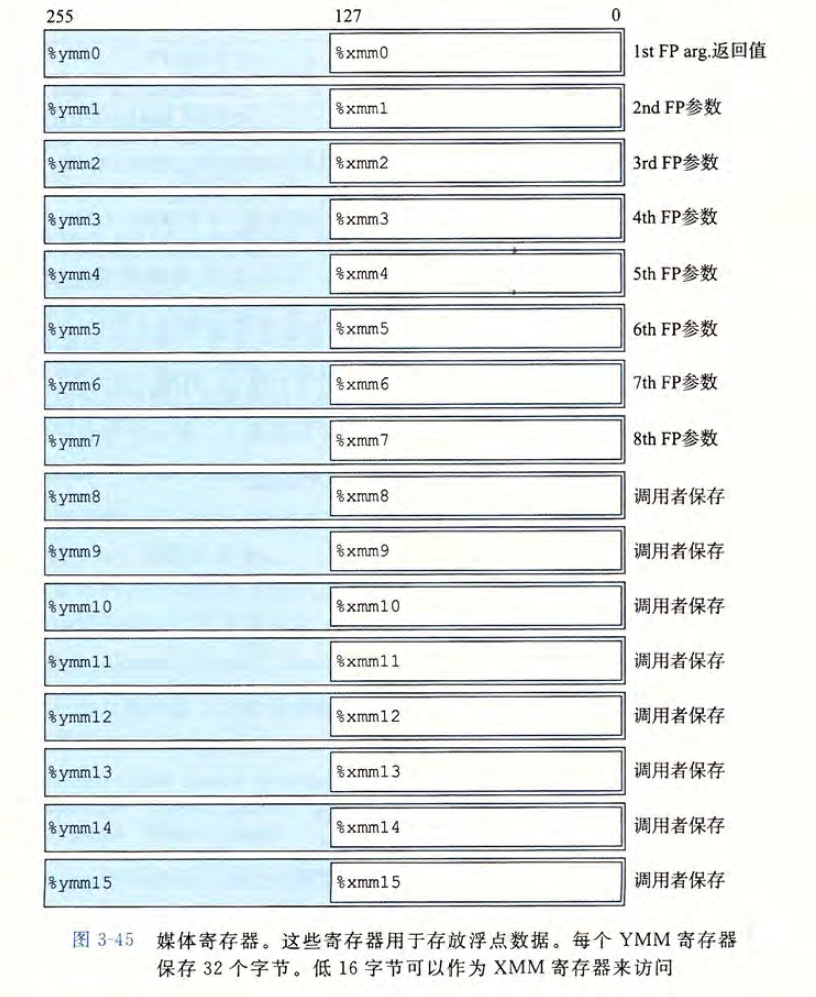 255 127 0
%ymm0 %xmm0 1st FP arg.返回值
%ymm1 %xmm1 2nd FP参数
%ymm2 %xmm2 3rd FP参数
%ymm3 %xmm3 4th FP参数
%ymm4 %xmm4 5th FP参数
%ymm5 %xmm5 6th FP参数
%ymm6 %xmm6 7th FP参数
%ymm7 %xmm7 8th FP参数
%ymm8 %xmm8 调用者保存
%ymm9 %xmm9 调用者保存
%ymm10 %xmm10 调用者保存
%ymm11 %xmm11 调用者保存
%ymm12 %xmm12 调用者保存
%ymm13 %xmm13 调用者保存
%ymm14 %xmm14 调用者保存
%ymm15 %xmm15 调用者保存
图 3-45 媒体寄存器。这些寄存器用于存放浮点数据。每个 YMM 寄存器
保存 32 个字节。低 16 字节可以作为 XMM 寄存器来访问